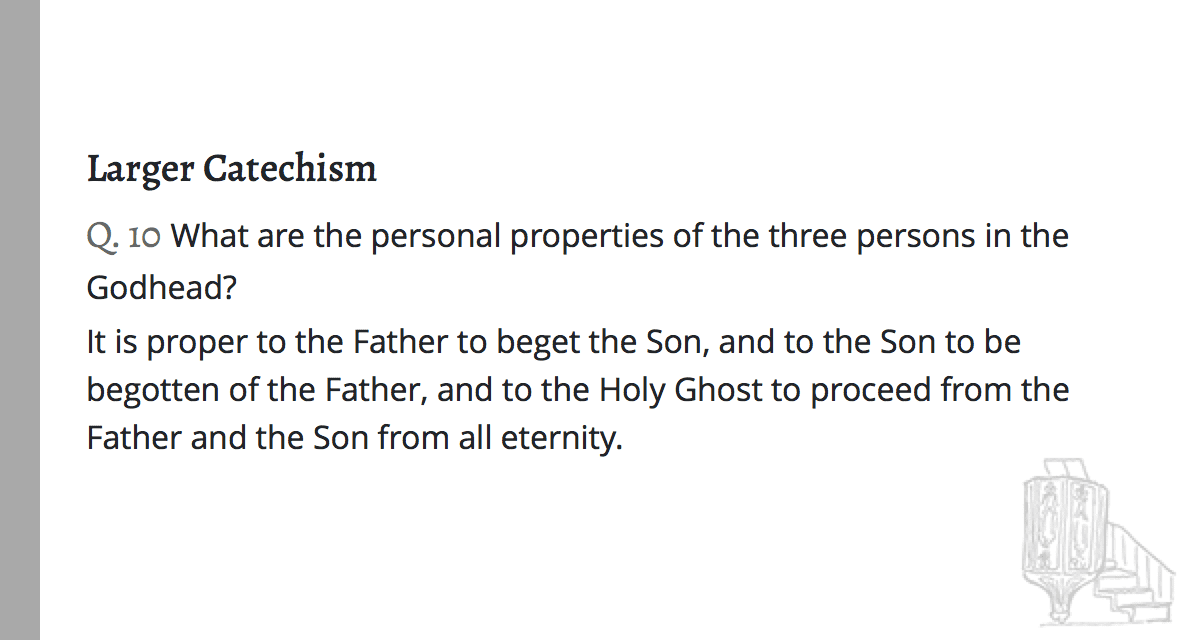 Larger Catechism
Q. 10 What are the personal properties of the three persons in the
Godhead?
It is proper to the Father to beget the Son, and to the Son to be
begotten of the Father, and to the Holy Ghost to proceed from the
Father and the Son from all eternity.